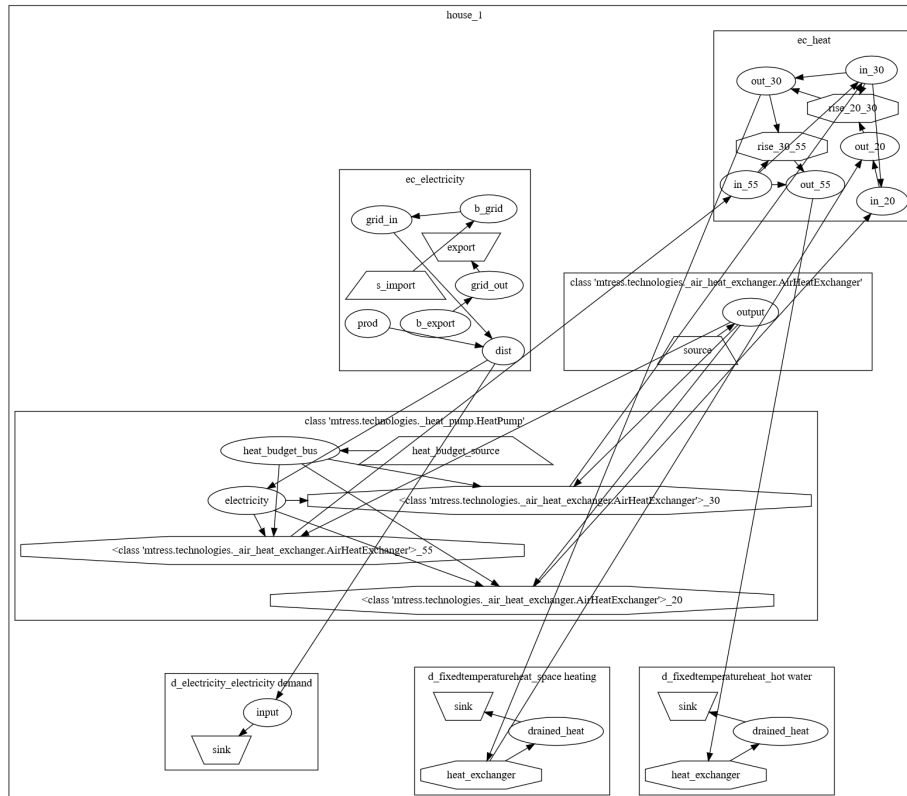 house_1
ec_heat
in_30
out_30
rise_20_30
rise_30_55
out_20
in_55
out_55
in_20
ec_electricity
b_grid
grid_in
export
s_import
grid_out
prod
b_export
dist
class 'mtress.technologies._air_heat_exchanger.AirHeatExchanger'
output
source
class 'mtress.technologies._heat_pump.HeatPump'
heat_budget_bus
heat_budget_source
electricity
<class 'mtress.technologies._air_heat_exchanger.AirHeatExchanger'>_30
<class 'mtress.technologies._air_heat_exchanger.AirHeatExchanger'>_55
<class 'mtress.technologies._air_heat_exchanger.AirHeatExchanger'>_20
d_electricity_electricity demand
input
sink
d_fixedtemperatureheat_space heating
sink
drained_heat
heat_exchanger
d_fixedtemperatureheat_hot water
sink
drained_heat
heat_exchanger